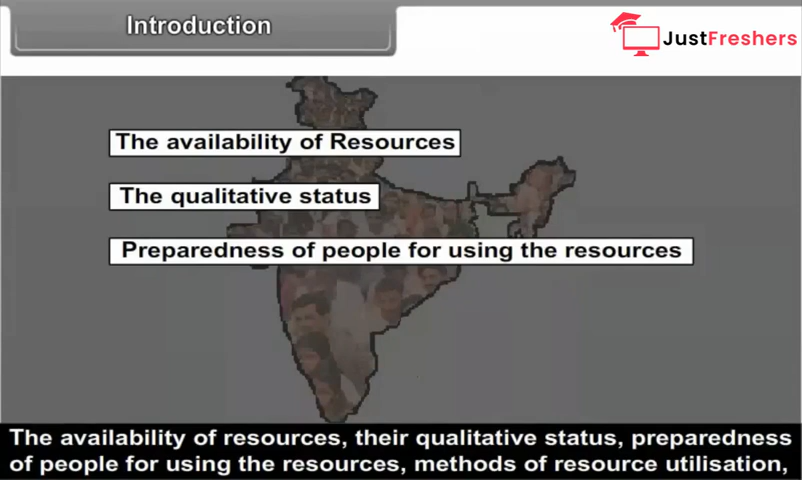 Introduction
JustFreshers
The availability of Resources
The qualitative status
Preparedness of people for using the resources
The availability of resources, their qualitative status, preparedness
of people for using the resources, methods of resource utilisation,